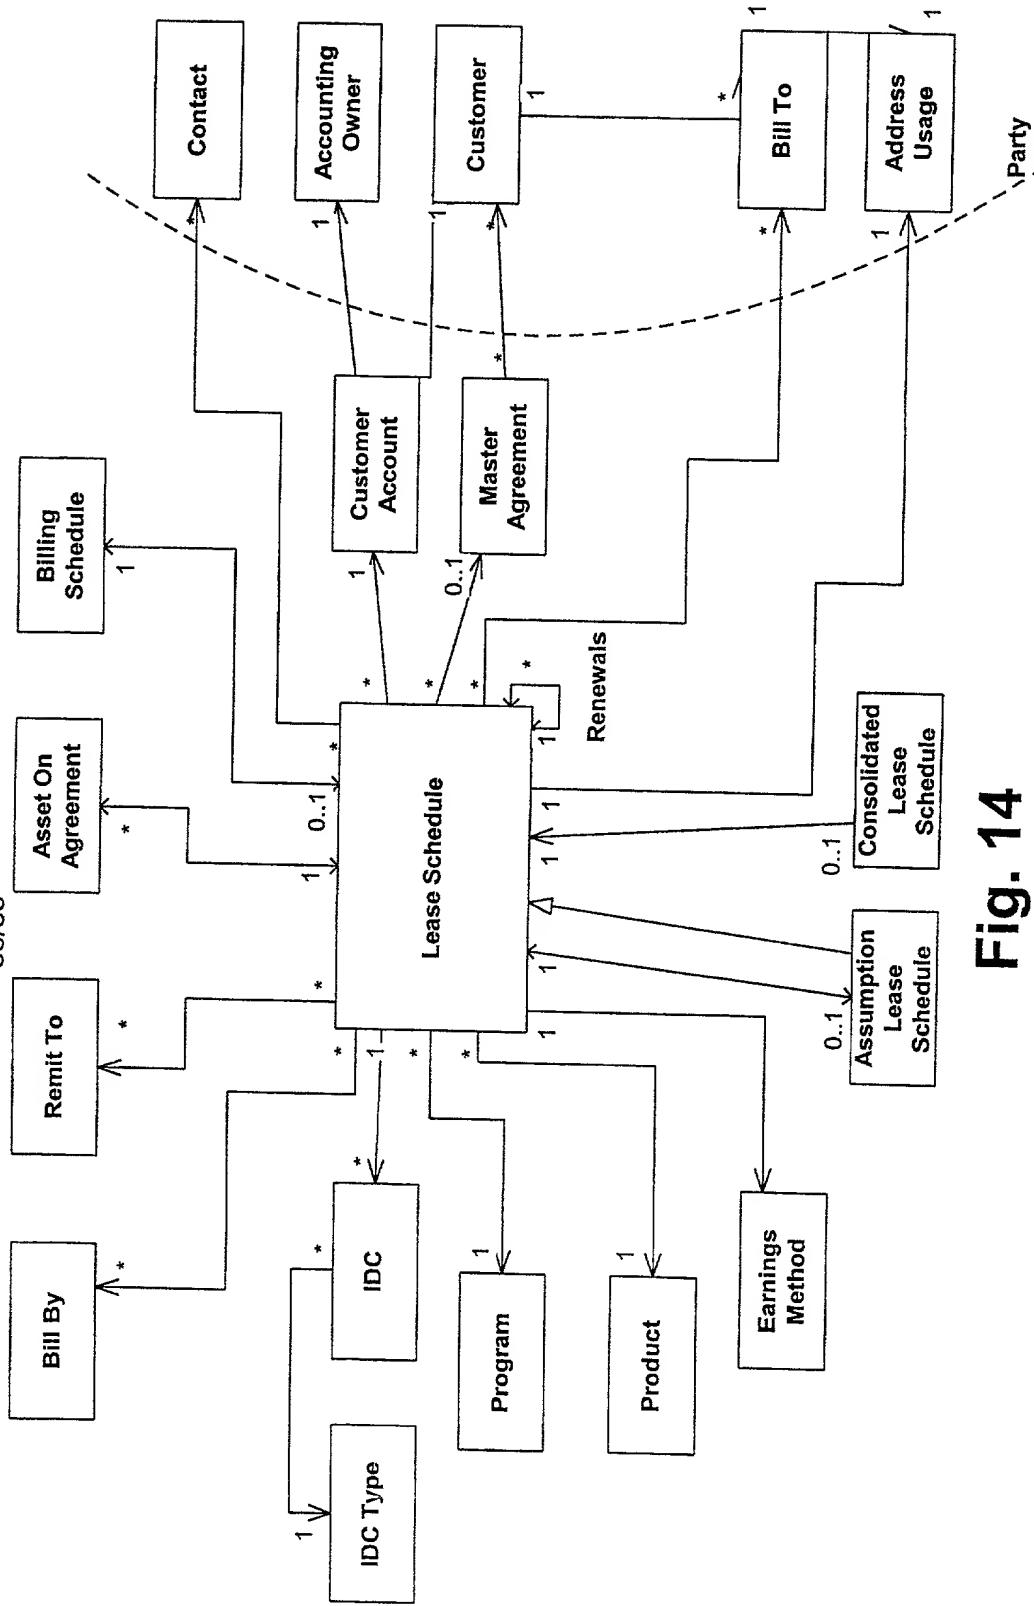 Bill By
Remit To
Asset On
Agreement
Billing
Schedule
*
*
*
1
Contact
*
1
*
*
1
0..1
*
1
Accounting
Owner
IDC Type
IDC
*
*
1
*
1
Customer
Account
1
*
Lease Schedule
*
0..1
Master
Agreement
*
*
Customer
1
Program
1
*
*
1
1
1
1
1
*
Renewals
Product
1
*
1
*
Bill To
Earnings
Method
0..1
0..1
1
1
Address
Usage
Assumption
Lease
Schedule
Consolidated
Lease
Schedule
Party
Fig. 14